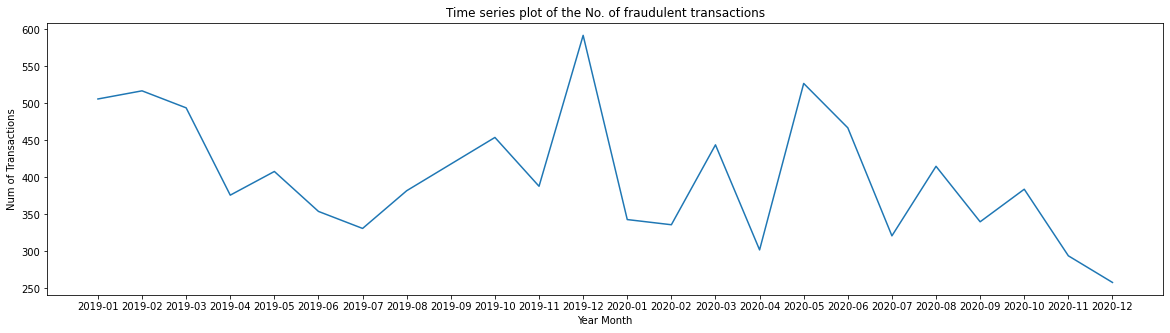 Time series plot of the No. of fraudulent transactions
600
550
500
450
400
350
300
250
Num of Transactions
2019-01 2019-02 2019-03 2019-04 2019-05 2019-06 2019-07 2019-08 2019-09 2019-10 2019-11 2019-12 2020-01 2020-02 2020-03 2020-04 2020-05 2020-06 2020-07 2020-08 2020-09 2020-10 2020-11 2020-12
Year Month